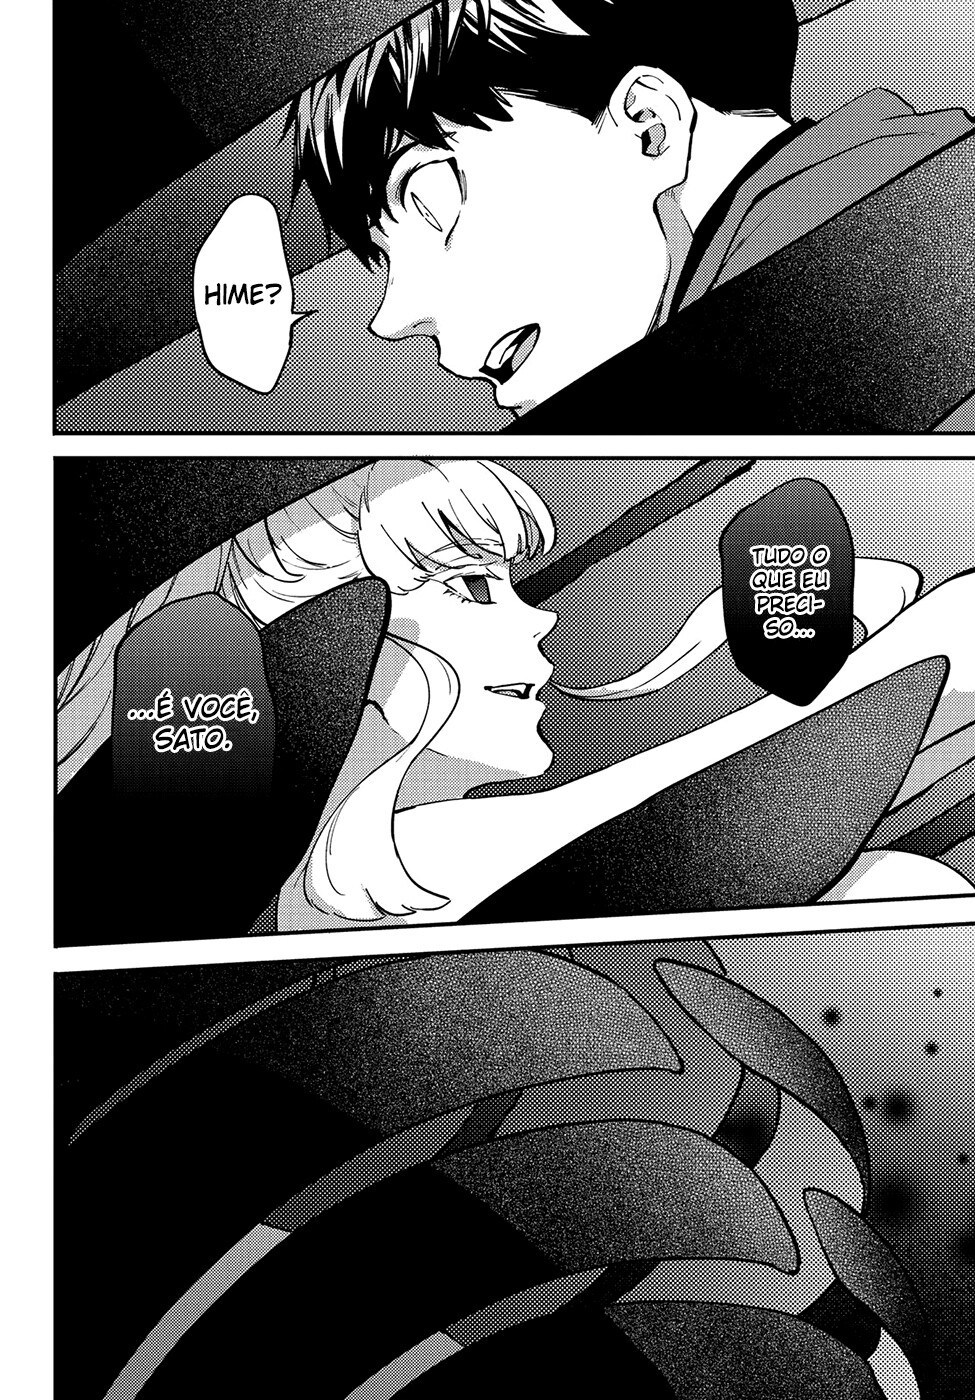 HIME?
TUDO O
QUE EU
PRECI-
SO...
...É VOCÊ,
SATO.